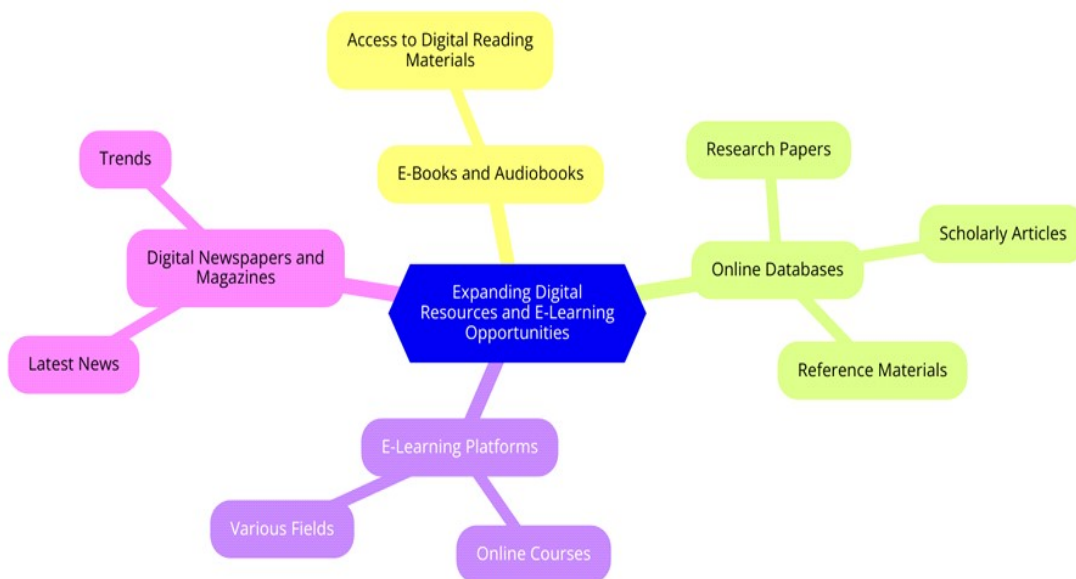 Access to Digital Reading
Materials
E-Books and Audiobooks
Trends
Digital Newspapers and
Magazines
Latest News
Expanding Digital
Resources and E-Learning
Opportunities
Research Papers
Online Databases
Scholarly Articles
Reference Materials
E-Learning Platforms
Various Fields
Online Courses